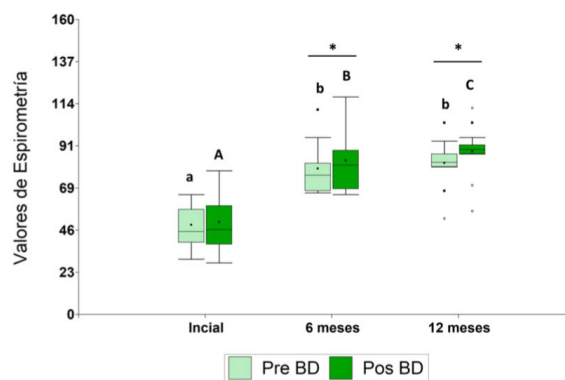 Valores de Espirometría
160
137
114
91
69
46
23
0
a
A
*
b
B
*
b
C
Incial
6 meses
12 meses
Pre BD
Pos BD